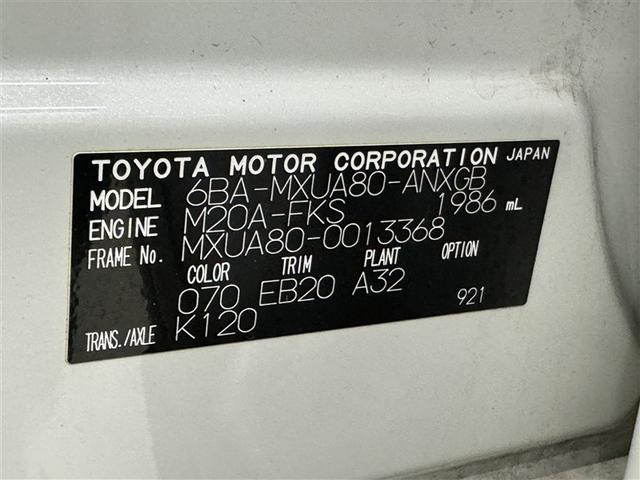 TOYOTA MOTOR CORPORATION JAPAN
MODEL 6BA-MXUA80-ANXGB
ENGINE M20A-FKS 1986 mL
FRAME No. MXUA80-0013368
COLOR TRIM PLANT OPTION
070 EB20 A32 921
TRANS./AXLE K120